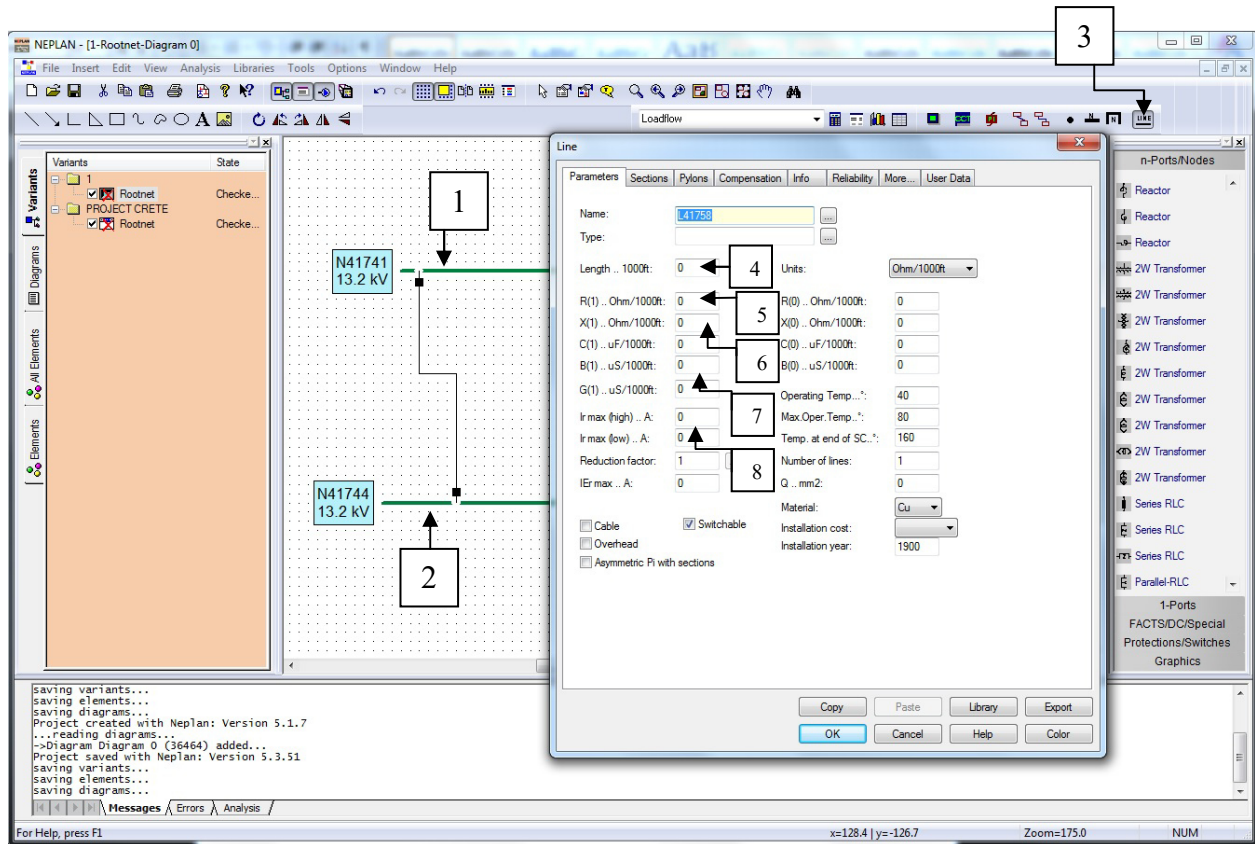 3
NEPLAN - [1-Rootnet-Diagram 0]
File Insert Edit View Analysis Libraries Tools Options Window Help
Loadflow
LINE
Variants State
1
Rootnet Checke...
PROJECT CRETE
Rootnet Checke...
Variants
Diagrams
All Elements
Elements
1
N41741
13.2 kV
N41744
13.2 kV
2
Line
Parameters Sections Pylons Compensation Info Reliability More... User Data
Name: L41758 ...
Type: ...
Length .. 1000ft: 0 4 Units: Ohm/1000ft
R(1) .. Ohm/1000ft: 0 5 R(0) .. Ohm/1000ft: 0
X(1) .. Ohm/1000ft: 0 X(0) .. Ohm/1000ft: 0
C(1) .. uF/1000ft: 0 6 C(0) .. uF/1000ft: 0
B(1) .. uS/1000ft: 0 B(0) .. uS/1000ft: 0
G(1) .. uS/1000ft: 0 7 Operating Temp...°: 40
Ir max (high) .. A: 0 Max.Oper.Temp..°: 80
Ir max (low) .. A: 0 8 Temp. at end of SC..°: 160
Reduction factor: 1 Number of lines: 1
IEr max .. A: 0 Q .. mm2: 0
Material: Cu
Cable Switchable Installation cost:
Overhead Installation year: 1900
Asymmetric Pi with sections
Copy Paste Library Export
OK Cancel Help Color
n-Ports/Nodes
Reactor
Reactor
Reactor
2W Transformer
2W Transformer
2W Transformer
2W Transformer
2W Transformer
2W Transformer
2W Transformer
2W Transformer
2W Transformer
Series RLC
Series RLC
Series RLC
Parallel-RLC
1-Ports
FACTS/DC/Special
Protections/Switches
Graphics
saving variants...
saving elements...
saving diagrams...
Project created with Neplan: Version 5.1.7
...reading diagrams...
->Diagram Diagram 0 (36464) added...
Project saved with Neplan: Version 5.3.51
saving variants...
saving elements...
saving diagrams...
Messages Errors Analysis
For Help, press F1 x=128.4 | y=-126.7 Zoom=175.0 NUM